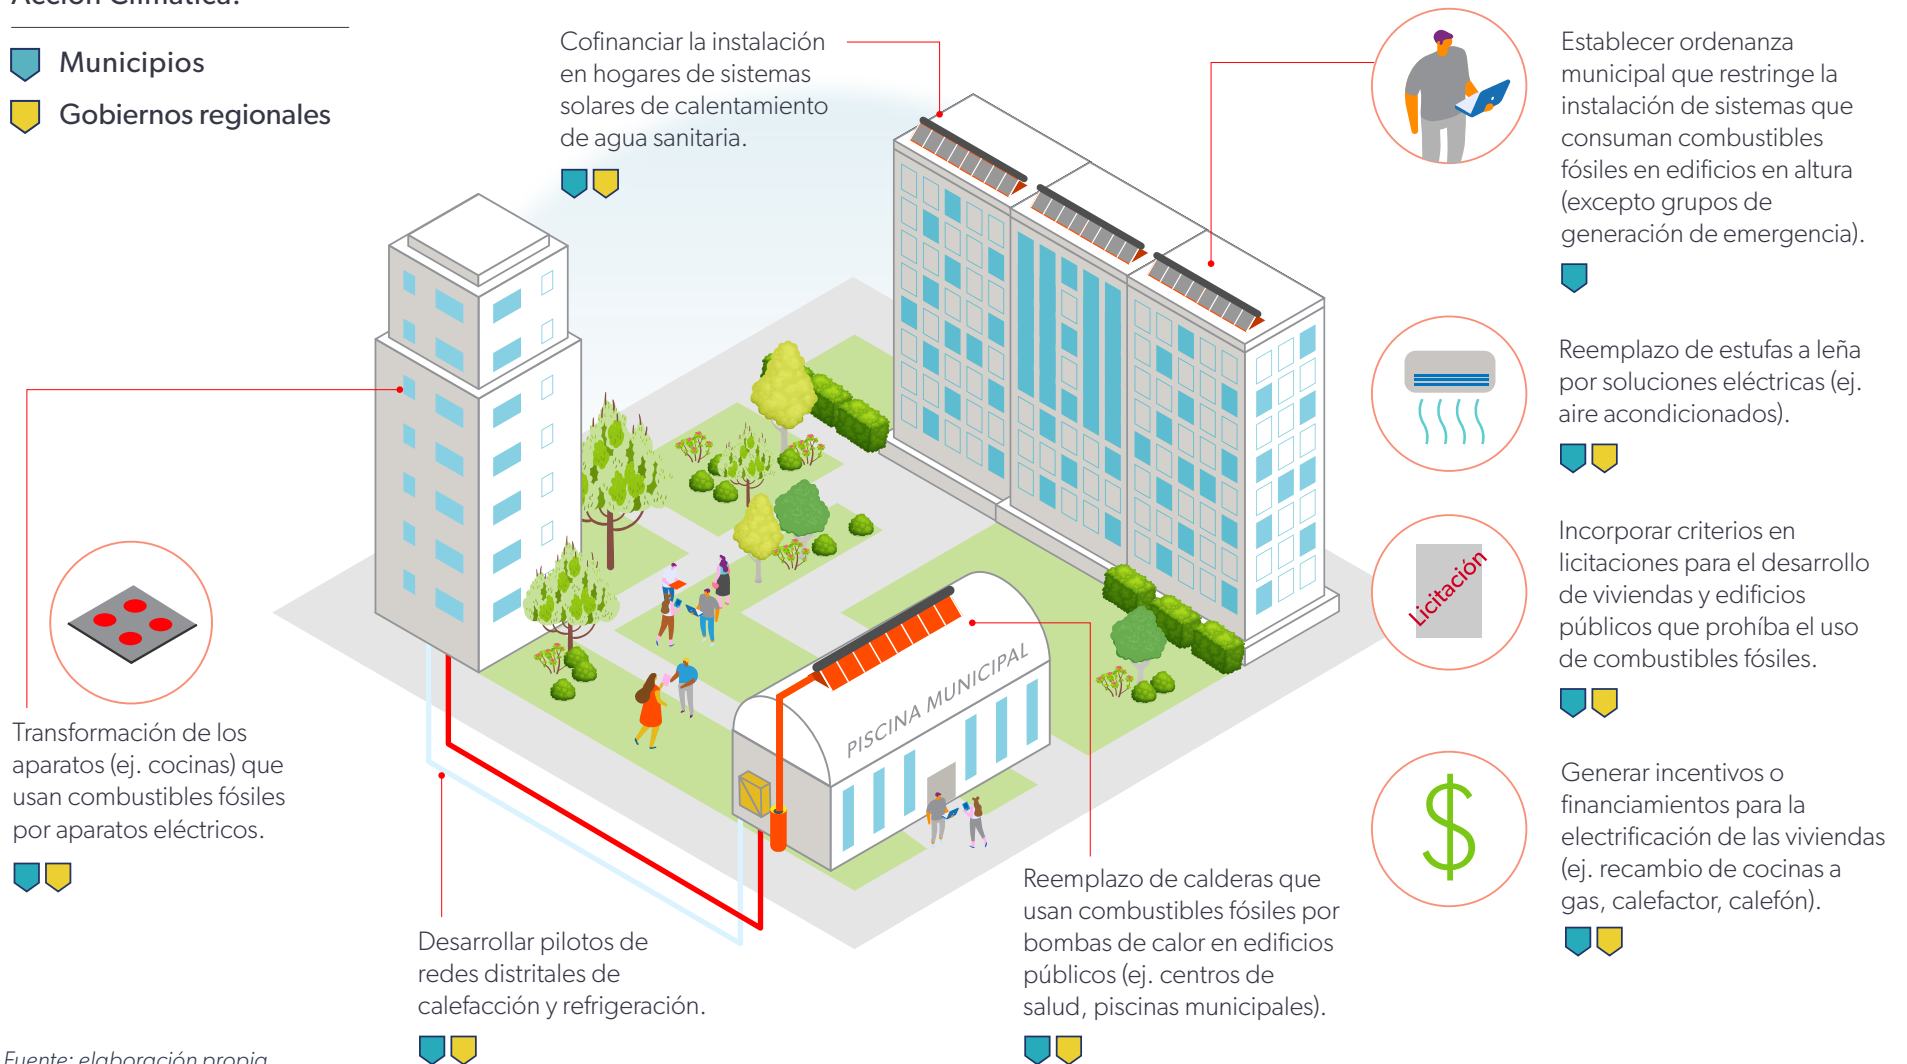 Acción Climática:
Municipios
Gobiernos regionales
Cofinanciar la instalación
en hogares de sistemas
solares de calentamiento
de agua sanitaria.
Establecer ordenanza
municipal que restringe la
instalación de sistemas que
consuman combustibles
fósiles en edificios en altura
(excepto grupos de
generación de emergencia).
Reemplazo de estufas a leña
por soluciones eléctricas (ej.
aire acondicionados).
Licitación
Incorporar criterios en
licitaciones para el desarrollo
de viviendas y edificios
públicos que prohíba el uso
de combustibles fósiles.
$
Generar incentivos o
financiamientos para la
electrificación de las viviendas
(ej. recambio de cocinas a
gas, calefactor, calefón).
PISCINA MUNICIPAL
Transformación de los
aparatos (ej. cocinas) que
usan combustibles fósiles
por aparatos eléctricos.
Desarrollar pilotos de
redes distritales de
calefacción y refrigeración.
Reemplazo de calderas que
usan combustibles fósiles por
bombas de calor en edificios
públicos (ej. centros de
salud, piscinas municipales).
Fuente: elaboración propia